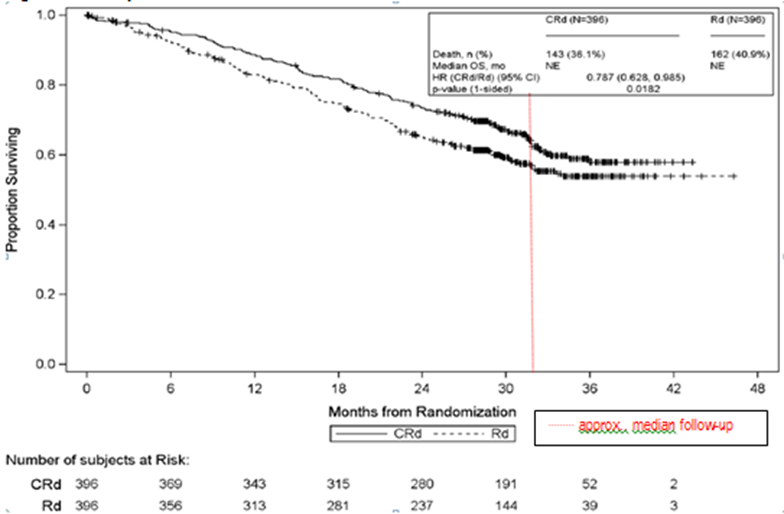 CRd (N=396) Rd (N=396)
Death, n (%) 143 (36.1%) 162 (40.9%)
Median OS, mo NE NE
HR (CRd/Rd) (95% CI) 0.787 (0.628, 0.985)
p-value (1-sided) 0.0182
Proportion Surviving
1.0
0.8
0.6
0.4
0.2
0.0
0 6 12 18 24 30 36 42 48
Months from Randomization
CRd Rd
approx., median follow-up
Number of subjects at Risk:
CRd 396 369 343 315 280 191 52 2
Rd 396 356 313 281 237 144 39 3